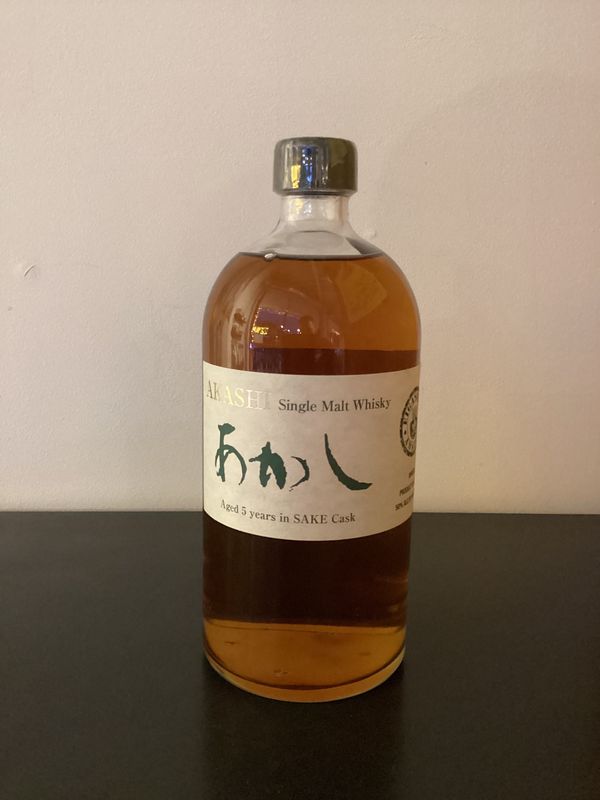 AKASHI Single Malt Whisky
あかし
Aged 5 years in SAKE Cask